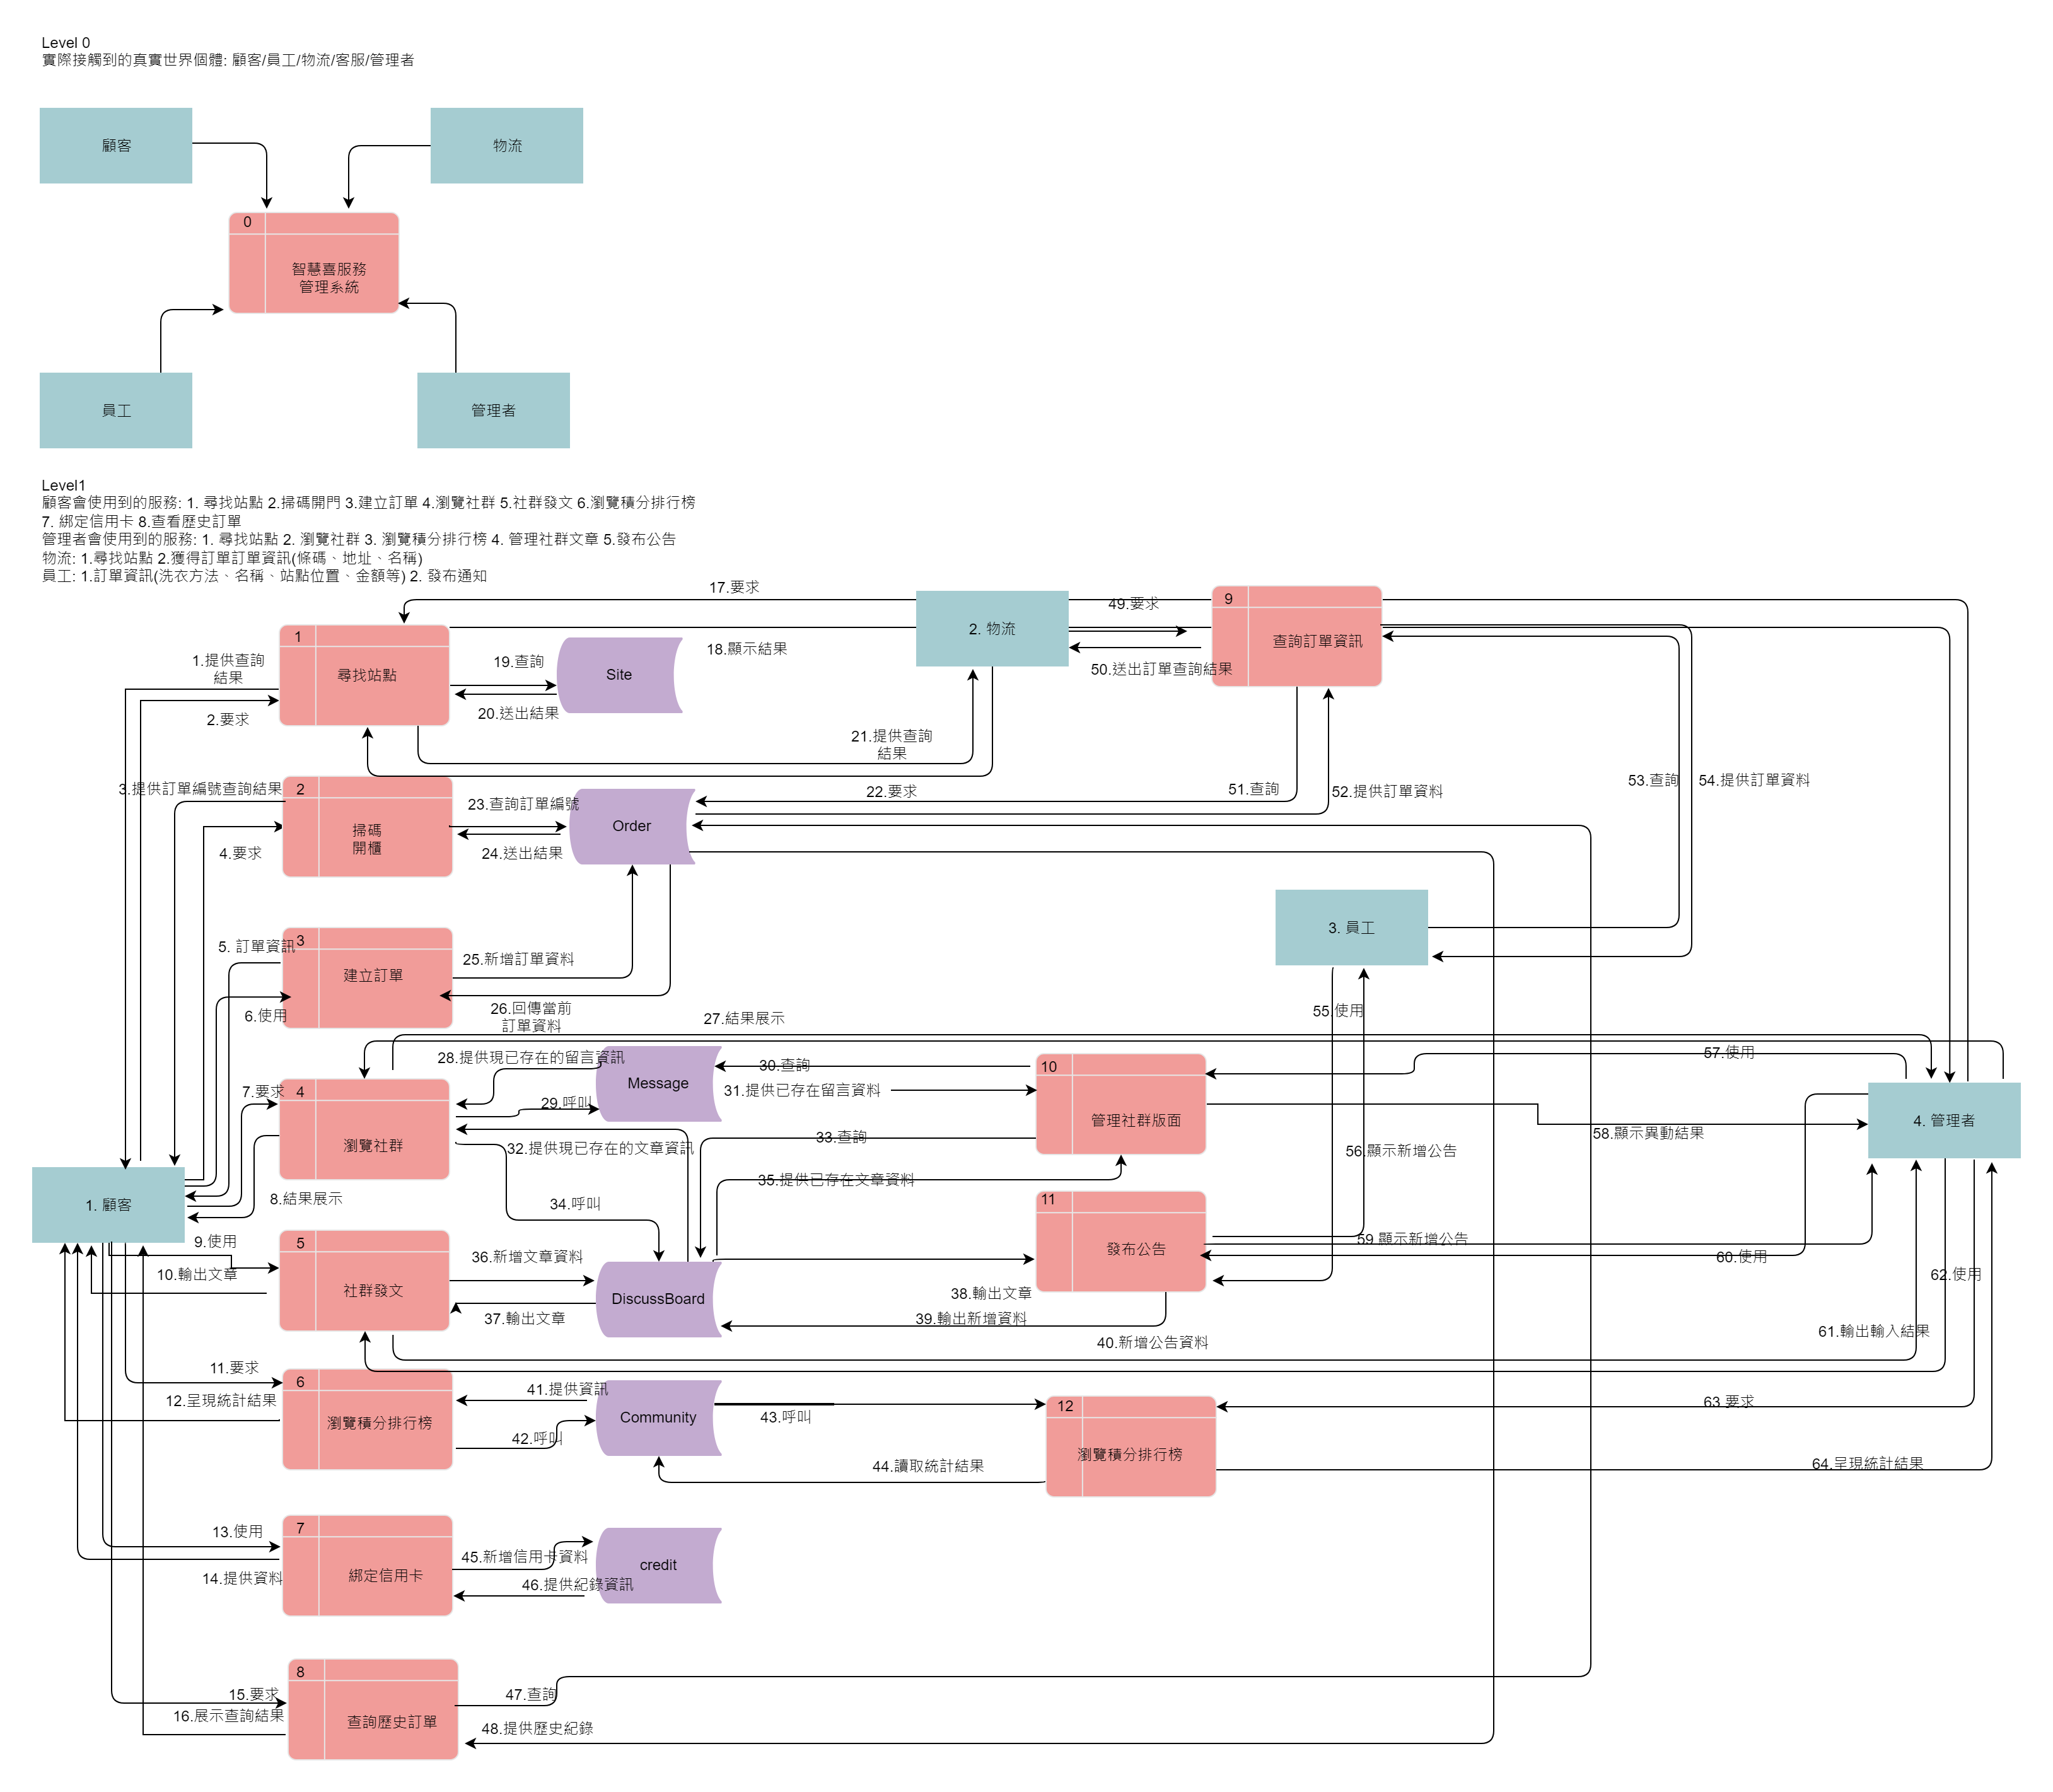 Level 0
實際接觸到的真實世界個體: 顧客/員工/物流/客服/管理者
顧客
物流
0
智慧喜服務
管理系統
員工
管理者
Level1
顧客會使用到的服務: 1. 尋找站點 2.掃碼開門 3.建立訂單 4.瀏覽社群 5.社群發文 6.瀏覽積分排行榜
7. 綁定信用卡 8.查看歷史訂單
管理者會使用到的服務: 1. 尋找站點 2. 瀏覽社群 3. 瀏覽積分排行榜 4. 管理社群文章 5.發布公告
物流: 1.尋找站點 2.獲得訂單訂單資訊(條碼、地址、名稱)
員工: 1.訂單資訊(洗衣方法、名稱、站點位置、金額等) 2. 發布通知
17.要求
49.要求
9
2. 物流
查詢訂單資訊
1
18.顯示結果
1.提供查詢
結果
19.查詢
尋找站點
Site
50.送出訂單查詢結果
2.要求
20.送出結果
21.提供查詢
結果
53.查詢
54.提供訂單資料
3.提供訂單編號查詢結果
2
22.要求
51.查詢
52.提供訂單資料
23.查詢訂單編號
掃碼
開櫃
Order
4.要求
24.送出結果
3. 員工
5. 訂單資訊
3
25.新增訂單資料
建立訂單
6.使用
26.回傳當前
訂單資料
27.結果展示
55.使用
57.使用
28.提供現已存在的留言資訊
Message
30.查詢
10
7.要求
4
29.呼叫
31.提供已存在留言資料
管理社群版面
4. 管理者
瀏覽社群
32.提供現已存在的文章資訊
33.查詢
58.顯示異動結果
56.顯示新增公告
35.提供已存在文章資料
8.結果展示
1. 顧客
34.呼叫
11
9.使用
5
發布公告
59.顯示新增公告
60.使用
36.新增文章資料
10.輸出文章
62.使用
社群發文
DiscussBoard
38.輸出文章
37.輸出文章
39.輸出新增資料
61.輸出輸入結果
40.新增公告資料
11.要求
6
41.提供資訊
12.呈現統計結果
瀏覽積分排行榜
Community
43.呼叫
12
63.要求
42.呼叫
瀏覽積分排行榜
44.讀取統計結果
64.呈現統計結果
13.使用
7
45.新增信用卡資料
credit
14.提供資料
綁定信用卡
46.提供紀錄資訊
8
15.要求
47.查詢
16.展示查詢結果
查詢歷史訂單
48.提供歷史紀錄